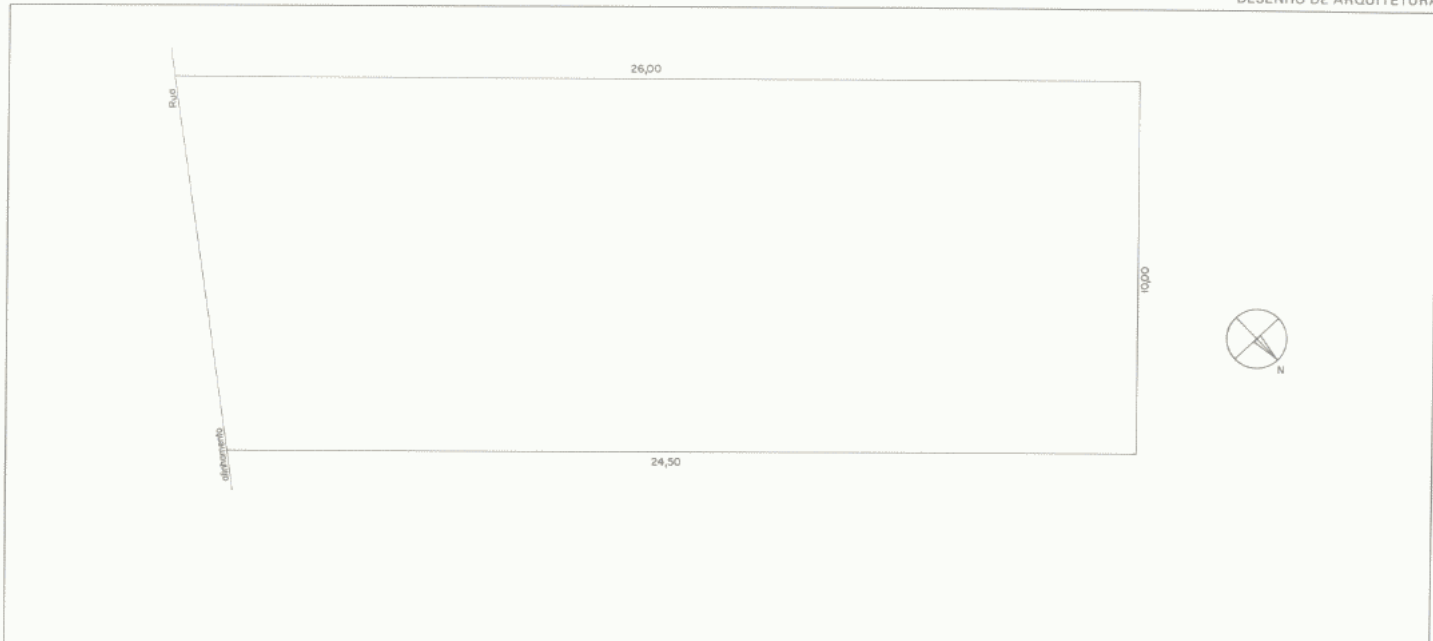 DESENHO DE ARQUITETURA
26,00
Rua
10,00
N
alinhamento
24,50